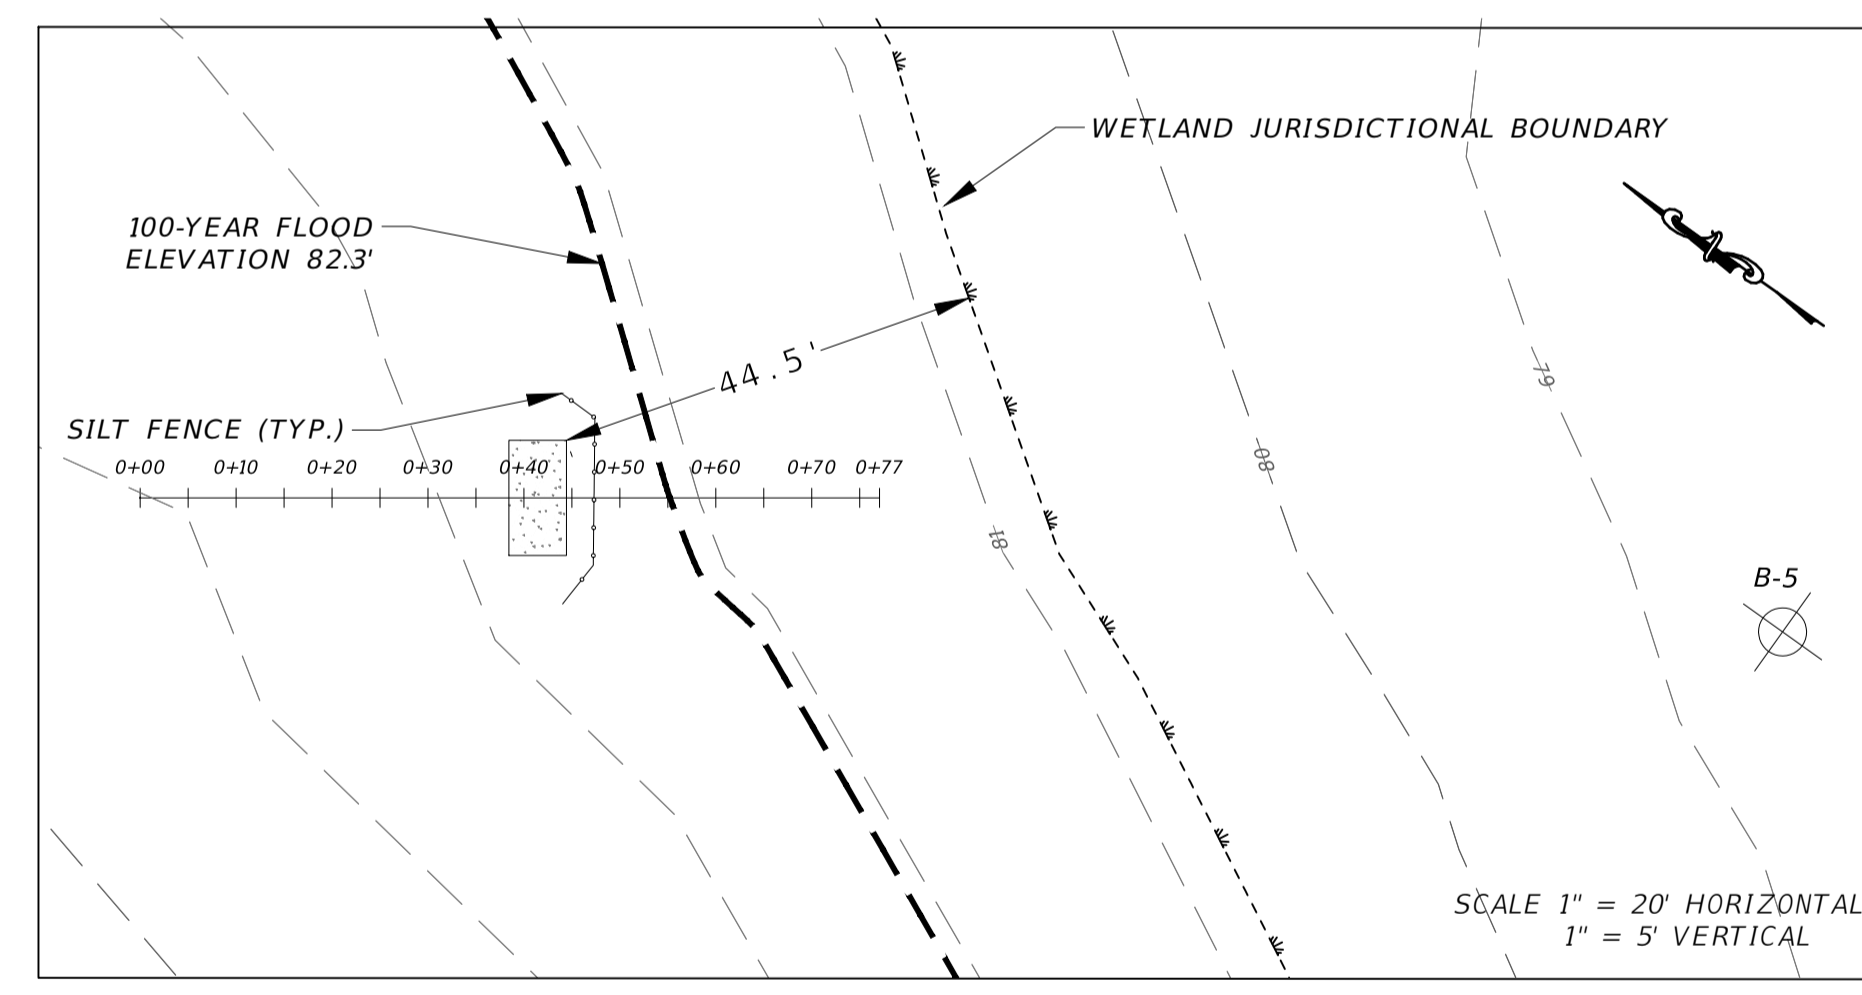 WETLAND JURISDICTIONAL BOUNDARY
100-YEAR FLOOD
ELEVATION 82.3'
44.5'
79
SILT FENCE (TYP.)
0+00 0+10 0+20 0+30 0+40 0+50 0+60 0+70 0+77
80
81
B-5
SCALE 1" = 20' HORIZONTAL
1" = 5' VERTICAL